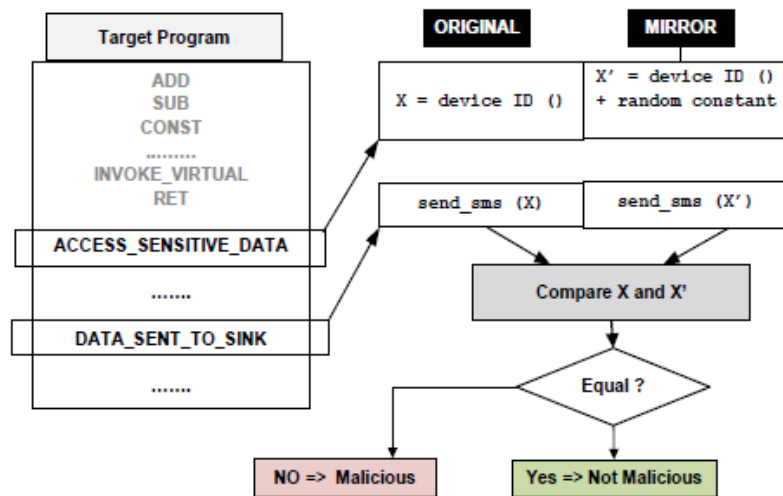 Target Program
ADD
SUB
CONST
.........
INVOKE_VIRTUAL
RET
ACCESS_SENSITIVE_DATA
.......
DATA_SENT_TO_SINK
.......
ORIGINAL
MIRROR
X = device ID ()
X’ = device ID ()
+ random constant
send_sms (X)
send_sms (X’)
Compare X and X’
Equal ?
NO => Malicious
Yes => Not Malicious